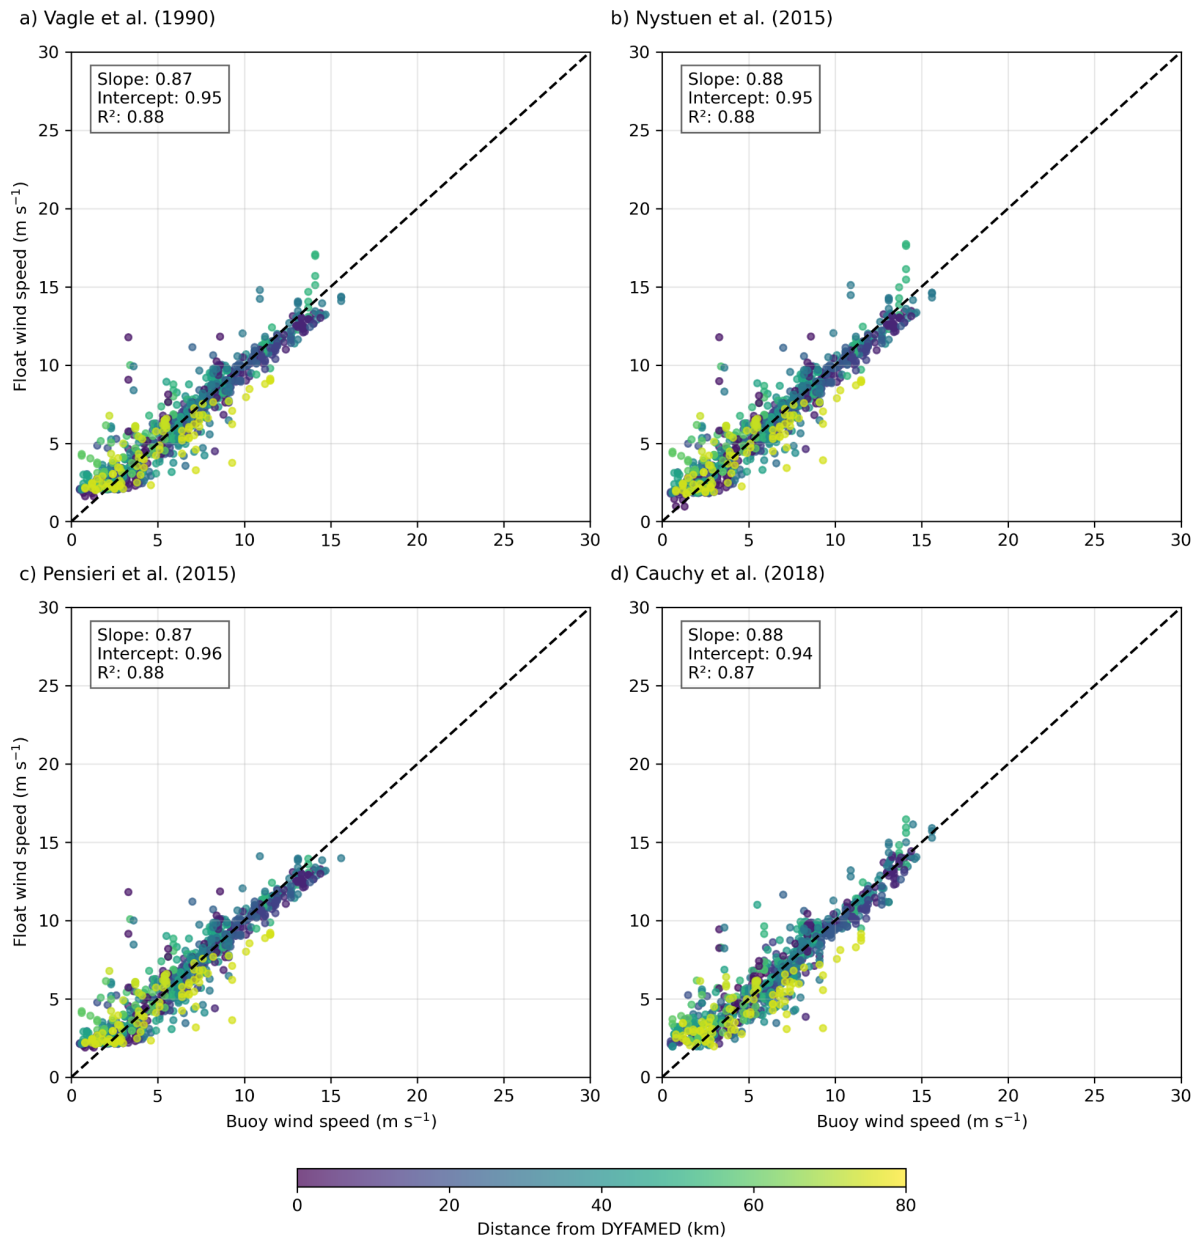 a) Vagle et al. (1990)
b) Nystuen et al. (2015)
30
25
20
15
10
5
0
Float wind speed (m s⁻¹)
Slope: 0.87
Intercept: 0.95
R²: 0.88
0 5 10 15 20 25 30
30
25
20
15
10
5
0
Slope: 0.88
Intercept: 0.95
R²: 0.88
0 5 10 15 20 25 30
c) Pensieri et al. (2015)
d) Cauchy et al. (2018)
30
25
20
15
10
5
0
Float wind speed (m s⁻¹)
Slope: 0.87
Intercept: 0.96
R²: 0.88
0 5 10 15 20 25 30
Buoy wind speed (m s⁻¹)
30
25
20
15
10
5
0
Slope: 0.88
Intercept: 0.94
R²: 0.87
0 5 10 15 20 25 30
Buoy wind speed (m s⁻¹)
0 20 40 60 80
Distance from DYFAMED (km)